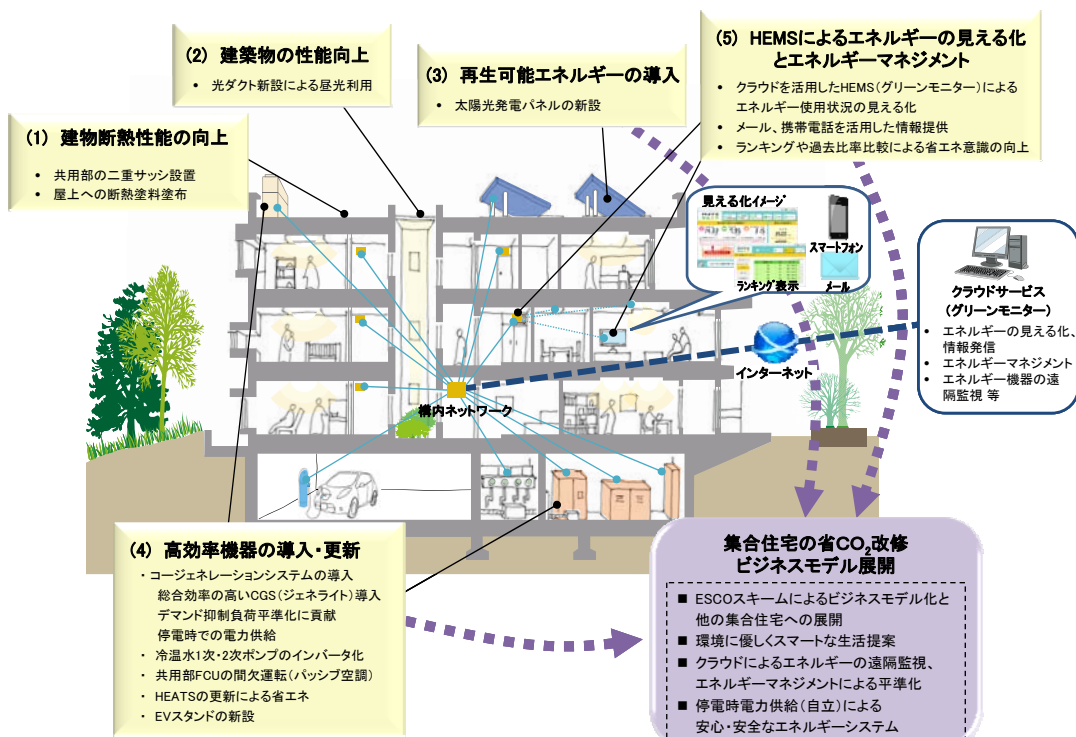 (1) 建物断熱性能の向上
• 共用部の二重サッシ設置
• 屋上への断熱塗料塗布
(2) 建築物の性能向上
• 光ダクト新設による昼光利用
(3) 再生可能エネルギーの導入
• 太陽光発電パネルの新設
(5) HEMSによるエネルギーの見える化
とエネルギーマネジメント
• クラウドを活用したHEMS(グリーンモニター)による
エネルギー使用状況の見える化
• メール、携帯電話を活用した情報提供
• ランキングや過去比率比較による省エネ意識の向上
見える化イメージ
スマートフォン
ランキング表示
メール
クラウドサービス
(グリーンモニター)
• エネルギーの見える化、
情報発信
• エネルギーマネジメント
• エネルギー機器の遠
隔監視 等
インターネット
構内ネットワーク
(4) 高効率機器の導入・更新
・コージェネレーションシステムの導入
総合効率の高いCGS(ジェネライト)導入
デマンド抑制負荷平準化に貢献
停電時での電力供給
・冷温水1次・2次ポンプのインバータ化
・共用部FCUの間欠運転(パッシブ空調)
・HEATSの更新による省エネ
・EVスタンドの新設
集合住宅の省CO₂改修
ビジネスモデル展開
■ ESCOスキームによるビジネスモデル化と
他の集合住宅への展開
■ 環境に優しくスマートな生活提案
■ クラウドによるエネルギーの遠隔監視、
エネルギーマネジメントによる平準化
■ 停電時電力供給(自立)による
安心・安全なエネルギーシステム